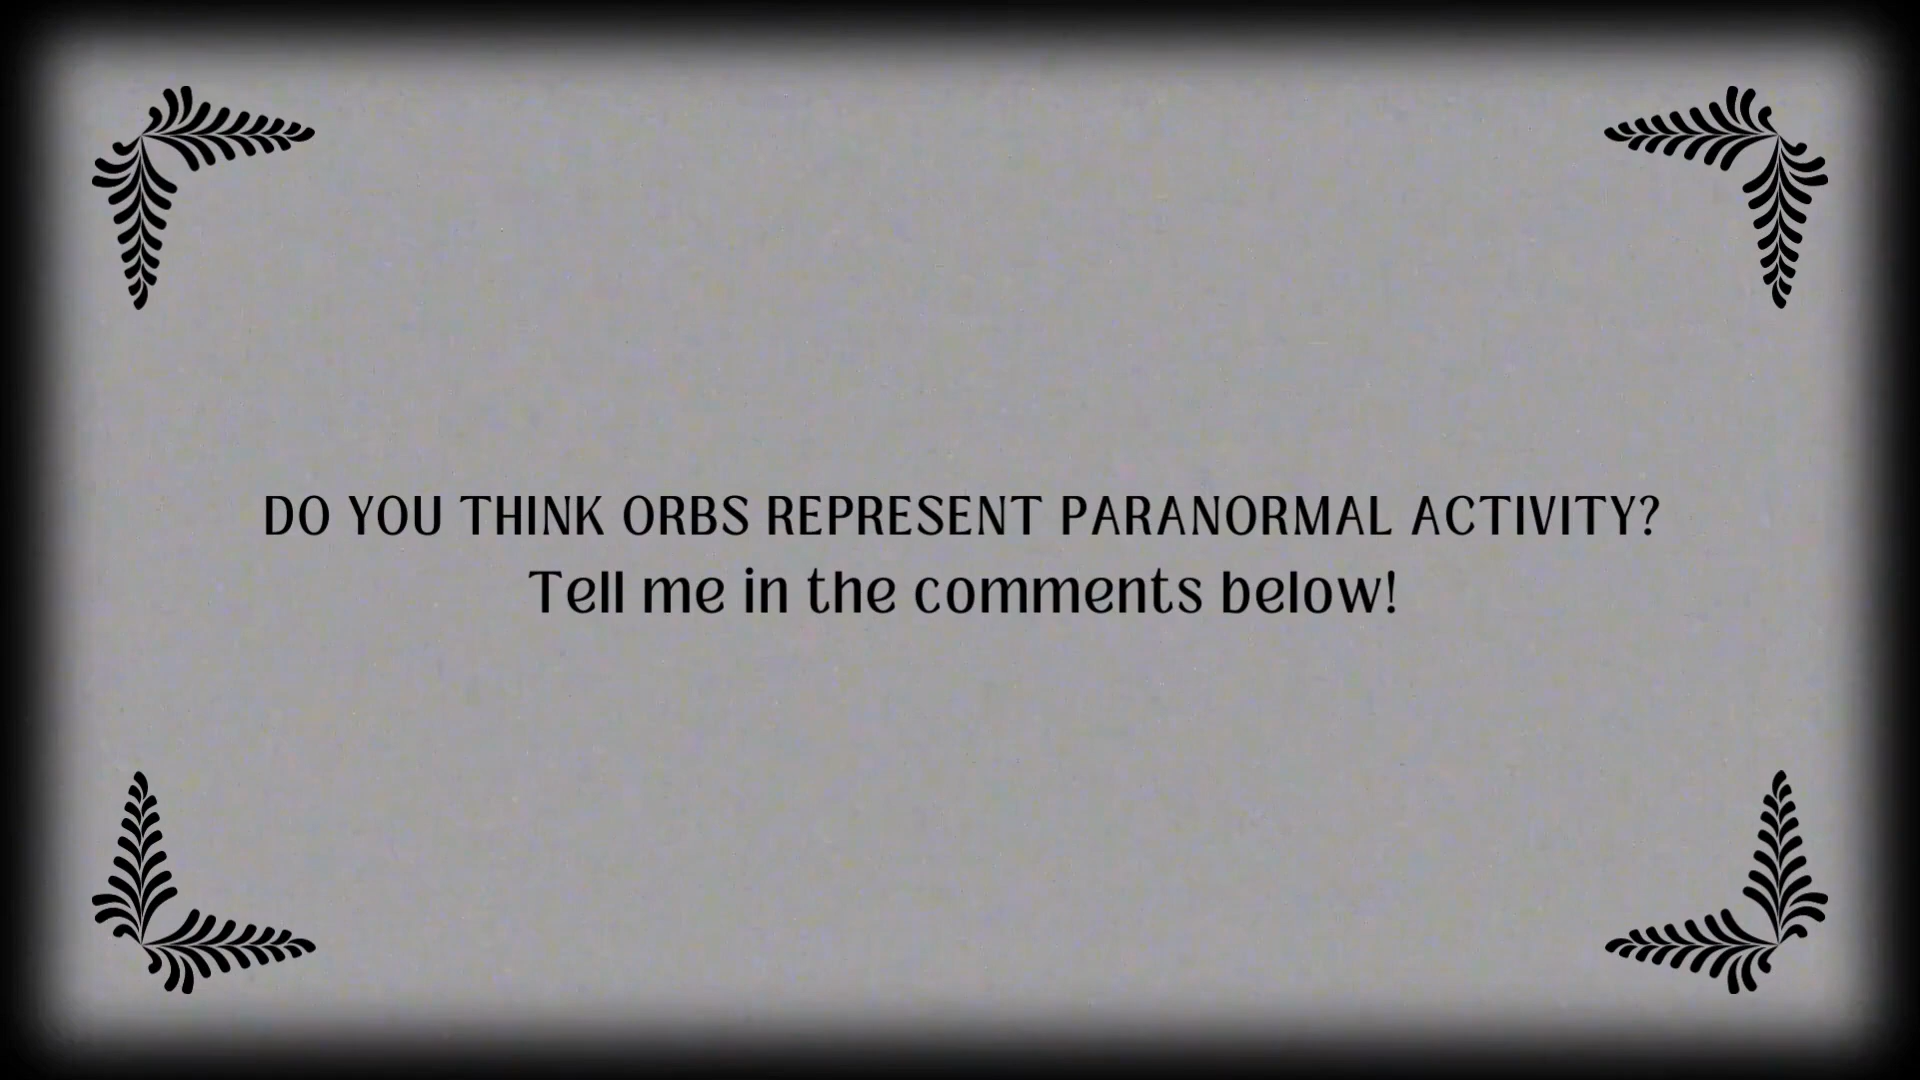 DO YOU THINK ORBS REPRESENT PARANORMAL ACTIVITY?
Tell me in the comments below!